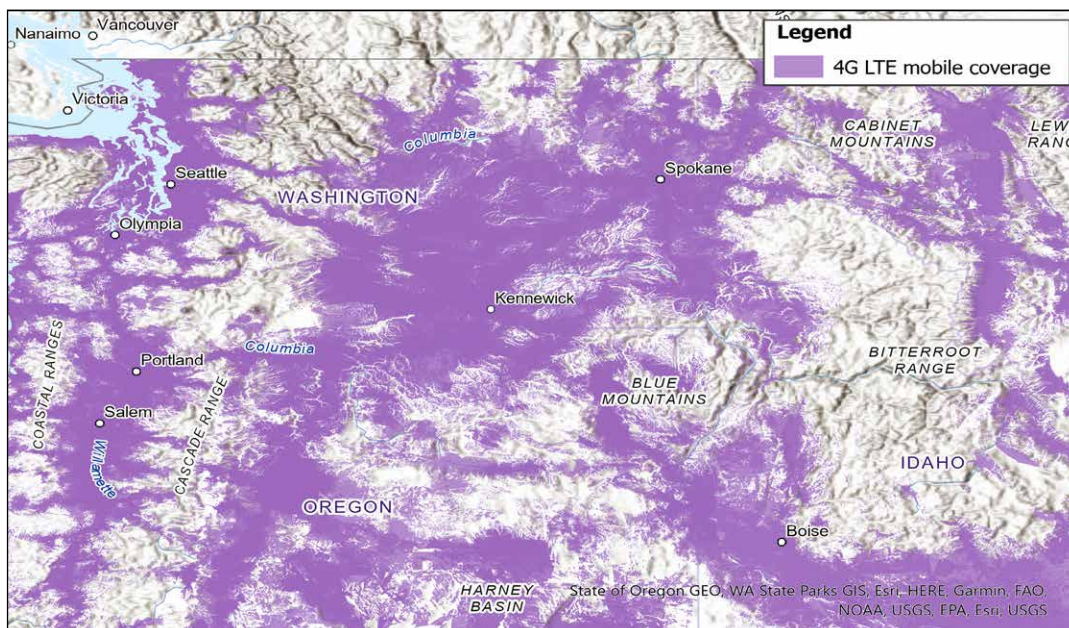 Nanaimo
Vancouver
Legend
4G LTE mobile coverage
Victoria
Columbia
CABINET
MOUNTAINS
LEW
RANG
Seattle
Spokane
WASHINGTON
Olympia
Kennewick
COASTAL RANGES
Portland
Columbia
CASCADE RANGE
BLUE
MOUNTAINS
BITTERROOT
RANGE
Salem
Willamette
IDAHO
OREGON
Boise
HARNEY
BASIN
State of Oregon GEO, WA State Parks GIS, Esri, HERE, Garmin, FAO,
NOAA, USGS, EPA, Esri, USGS